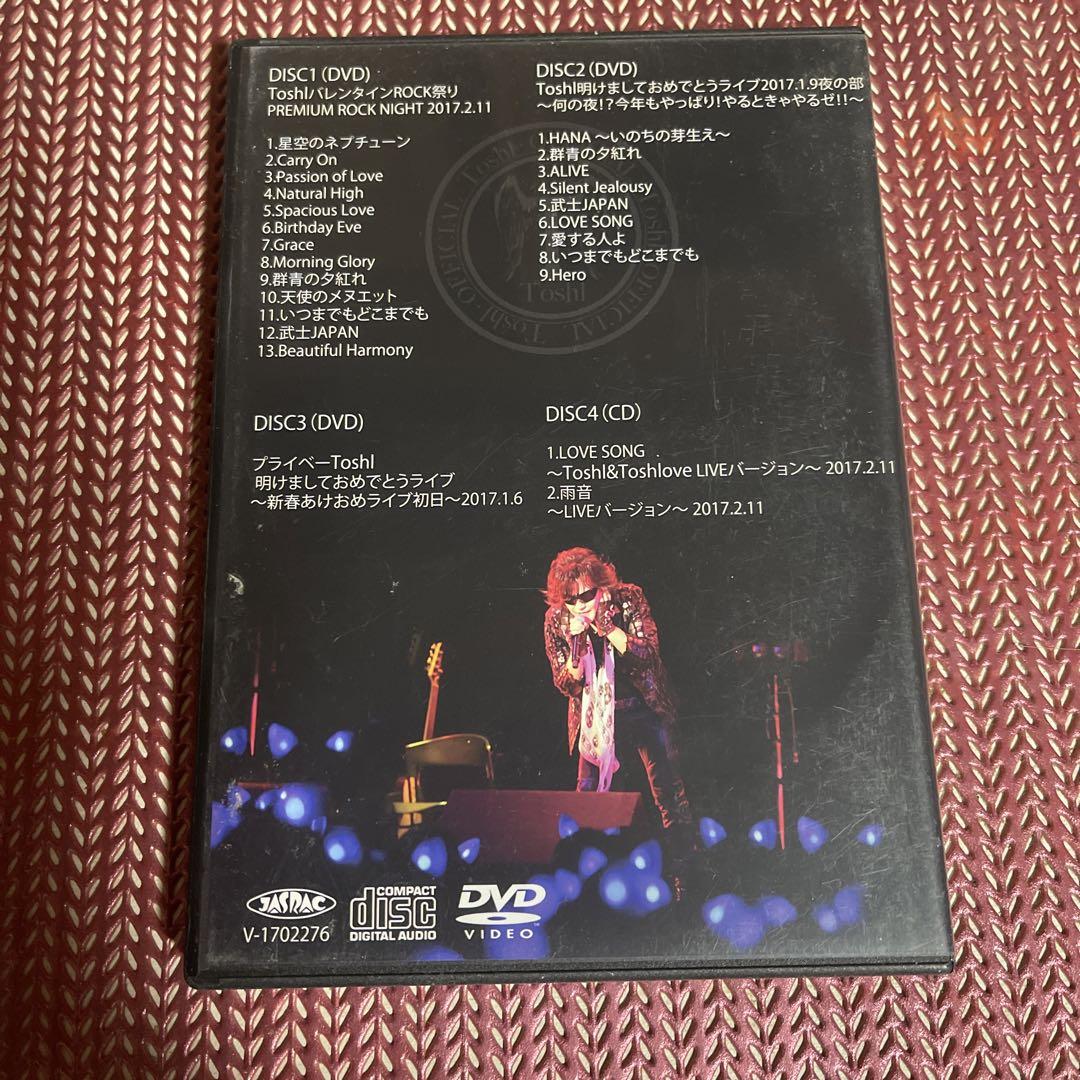 DISC1(DVD)
ToshlバレンタインROCK祭り
PREMIUM ROCK NIGHT 2017.2.11
1.星空のネプチューン
2.Carry On
3.Passion of Love
4.Natural High
5.Spacious Love
6.Birthday Eve
7.Grace
8.Morning Glory
9.群青の夕紅れ
10.天使のメヌエット
11.いつまでもどこまでも
12.武士JAPAN
13.Beautiful Harmony
DISC2(DVD)
Toshl明けましておめでとうライブ2017.1.9夜の部
～何の夜!?今年もやっぱり!やるときゃやるゼ!!～
1.HANA ～いのちの芽生え～
2.群青の夕紅れ
3.ALIVE
4.Silent Jealousy
5.武士JAPAN
6.LOVE SONG
7.愛する人よ
8.いつまでもどこまでも
9.Hero
Toshl
OFFICIAL Toshl OFFICIAL Toshl
DISC3(DVD)
プライベーToshl
明けましておめでとうライブ
～新春あけおめライブ初日～2017.1.6
DISC4(CD)
1.LOVE SONG
～Toshl&Toshlove LIVEバージョン～ 2017.2.11
2.雨音
～LIVEバージョン～ 2017.2.11
JASRAC
V-1702276
COMPACT
disc
DIGITAL AUDIO
DVD
VIDEO